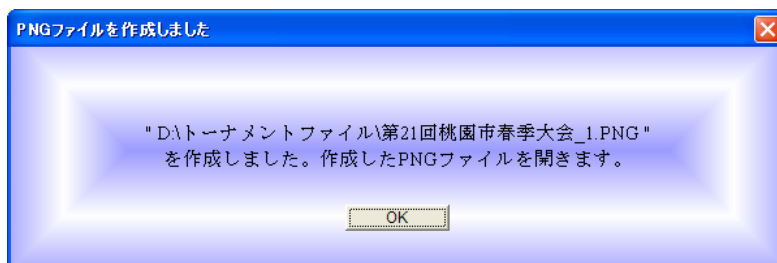 PNGファイルを作成しました
" D:\トーナメントファイル\第21回桃園市春季大会_1.PNG "
を作成しました。作成したPNGファイルを開きます。
OK